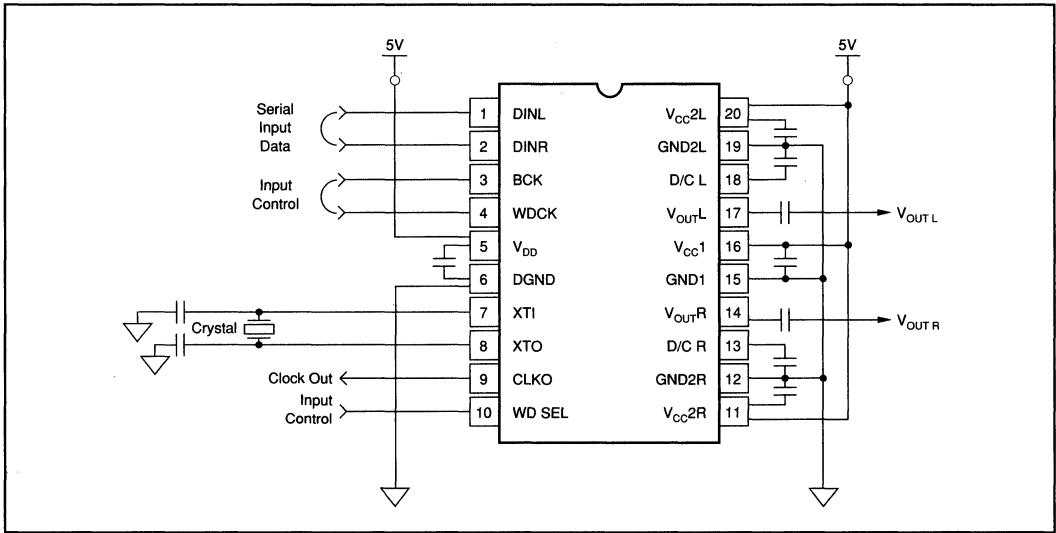 5V
5V
Serial
Input
Data
Input
Control
1 DINL
2 DINR
3 BCK
4 WDCK
5 VDD
6 DGND
7 XTI
8 XTO
9 CLKO
10 WD SEL
VCC2L 20
GND2L 19
D/C L 18
VOUTL 17
VCC1 16
GND1 15
VOUTR 14
D/C R 13
GND2R 12
VCC2R 11
VOUT L
VOUT R
Crystal
Clock Out
Input
Control